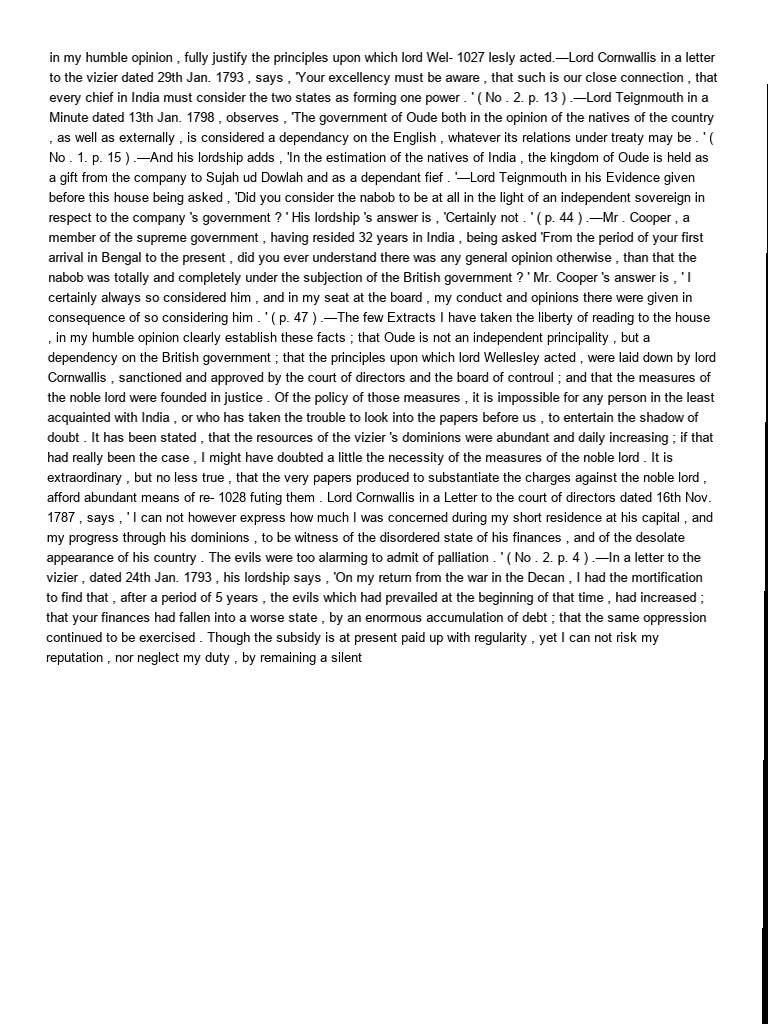 in my humble opinion , fully justify the principles upon which lord Wel- 1027 lesly acted.—Lord Cornwallis in a letter
to the vizier dated 29th Jan. 1793 , says , 'Your excellency must be aware , that such is our close connection , that
every chief in India must consider the two states as forming one power . ' ( No . 2. p. 13 ) .—Lord Teignmouth in a
Minute dated 13th Jan. 1798 , observes , 'The government of Oude both in the opinion of the natives of the country
, as well as externally , is considered a dependancy on the English , whatever its relations under treaty may be . ' (
No . 1. p. 15 ) .—And his lordship adds , 'In the estimation of the natives of India , the kingdom of Oude is held as
a gift from the company to Sujah ud Dowlah and as a dependant fief . '—Lord Teignmouth in his Evidence given
before this house being asked , 'Did you consider the nabob to be at all in the light of an independent sovereign in
respect to the company 's government ? ' His lordship 's answer is , 'Certainly not . ' ( p. 44 ) .—Mr . Cooper , a
member of the supreme government , having resided 32 years in India , being asked 'From the period of your first
arrival in Bengal to the present , did you ever understand there was any general opinion otherwise , than that the
nabob was totally and completely under the subjection of the British government ? ' Mr. Cooper 's answer is , ' I
certainly always so considered him , and in my seat at the board , my conduct and opinions there were given in
consequence of so considering him . ' ( p. 47 ) .—The few Extracts I have taken the liberty of reading to the house
, in my humble opinion clearly establish these facts ; that Oude is not an independent principality , but a
dependency on the British government ; that the principles upon which lord Wellesley acted , were laid down by lord
Cornwallis , sanctioned and approved by the court of directors and the board of controul ; and that the measures of
the noble lord were founded in justice . Of the policy of those measures , it is impossible for any person in the least
acquainted with India , or who has taken the trouble to look into the papers before us , to entertain the shadow of
doubt . It has been stated , that the resources of the vizier 's dominions were abundant and daily increasing ; if that
had really been the case , I might have doubted a little the necessity of the measures of the noble lord . It is
extraordinary , but no less true , that the very papers produced to substantiate the charges against the noble lord ,
afford abundant means of re- 1028 futing them . Lord Cornwallis in a Letter to the court of directors dated 16th Nov.
1787 , says , ' I can not however express how much I was concerned during my short residence at his capital , and
my progress through his dominions , to be witness of the disordered state of his finances , and of the desolate
appearance of his country . The evils were too alarming to admit of palliation . ' ( No . 2. p. 4 ) .—In a letter to the
vizier , dated 24th Jan. 1793 , his lordship says , 'On my return from the war in the Decan , I had the mortification
to find that , after a period of 5 years , the evils which had prevailed at the beginning of that time , had increased ;
that your finances had fallen into a worse state , by an enormous accumulation of debt ; that the same oppression
continued to be exercised . Though the subsidy is at present paid up with regularity , yet I can not risk my
reputation , nor neglect my duty , by remaining a silent